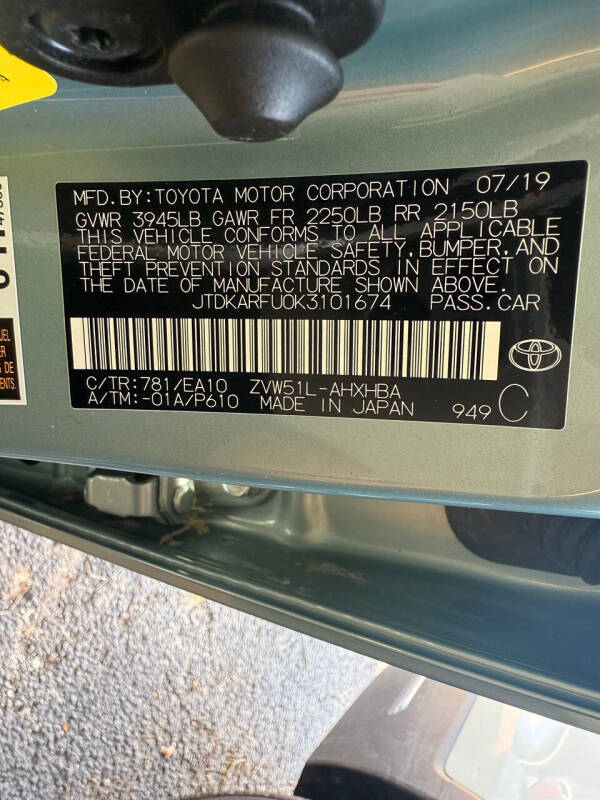 MFD.BY:TOYOTA MOTOR CORPORATION 07/19
GVWR 3945LB GAWR FR 2250LB RR 2150LB
THIS VEHICLE CONFORMS TO ALL APPLICABLE
FEDERAL MOTOR VEHICLE SAFETY,BUMPER,AND
THEFT PREVENTION STANDARDS IN EFFECT ON
THE DATE OF MANUFACTURE SHOWN ABOVE.
JTDKARFU0K3101674 PASS.CAR
C/TR:781/EA10 ZVW51L-AHXHBA
A/TM:-01A/P610 MADE IN JAPAN 949 C